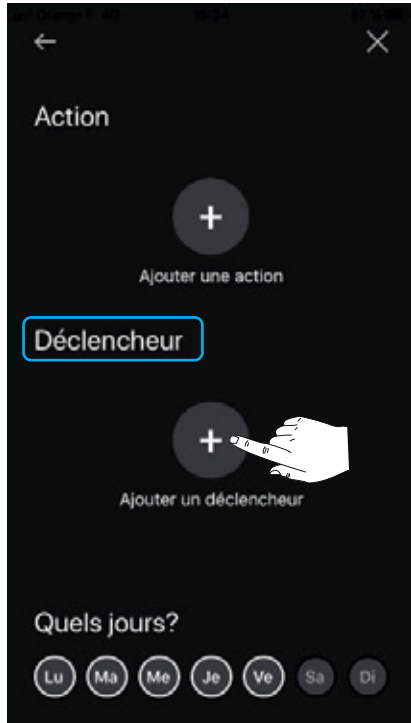 Action
+
Ajouter une action
Déclencheur
+
Ajouter un déclencheur
Quels jours?
Lu Ma Me Je Ve Sa Di